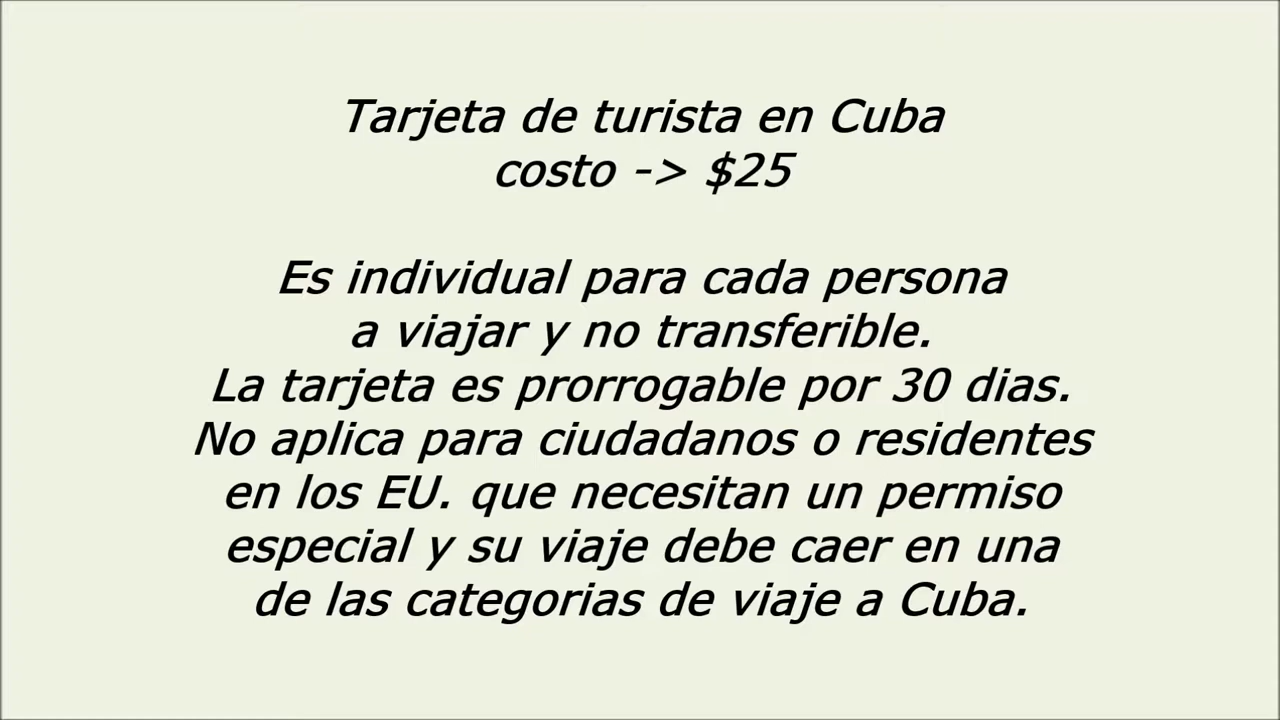 Tarjeta de turista en Cuba
costo -> $25
Es individual para cada persona
a viajar y no transferible.
La tarjeta es prorrogable por 30 dias.
No aplica para ciudadanos o residentes
en los EU. que necesitan un permiso
especial y su viaje debe caer en una
de las categorias de viaje a Cuba.